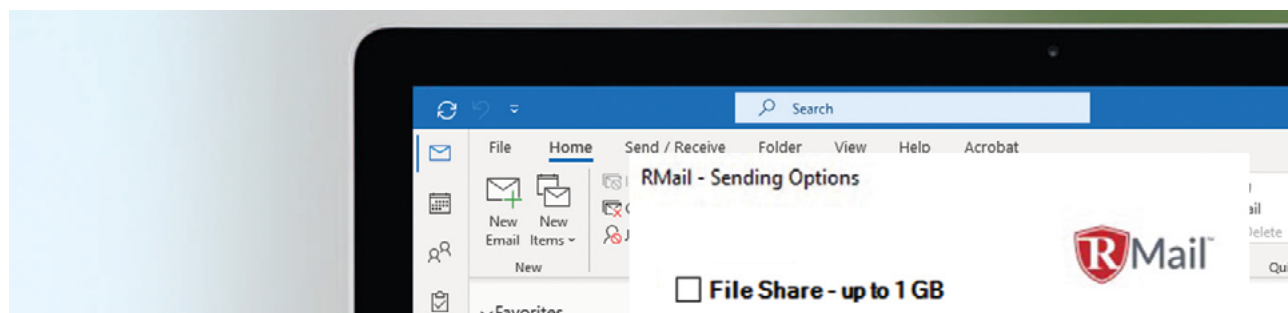 Search
File Home Send / Receive Folder View Help Acrobat
RMail - Sending Options
New Email
New Items
New
RMail
File Share - up to 1 GB
Favorites